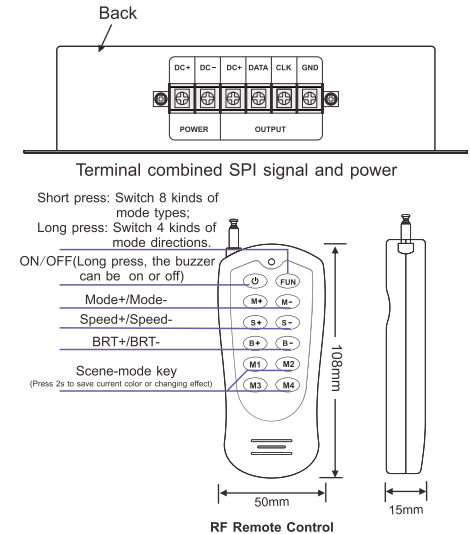 Back
DC+ DC- DC+ DATA CLK GND
POWER OUTPUT
Terminal combined SPI signal and power
Short press: Switch 8 kinds of
mode types;
Long press: Switch 4 kinds of
mode directions.
ON/OFF(Long press, the buzzer
can be on or off)
Mode+/Mode-
Speed+/Speed-
BRT+/BRT-
Scene-mode key
(Press 2s to save current color or changing effect)
FUN
M+ M-
S+ S-
B+ B-
M1 M2
M3 M4
108mm
50mm
15mm
RF Remote Control